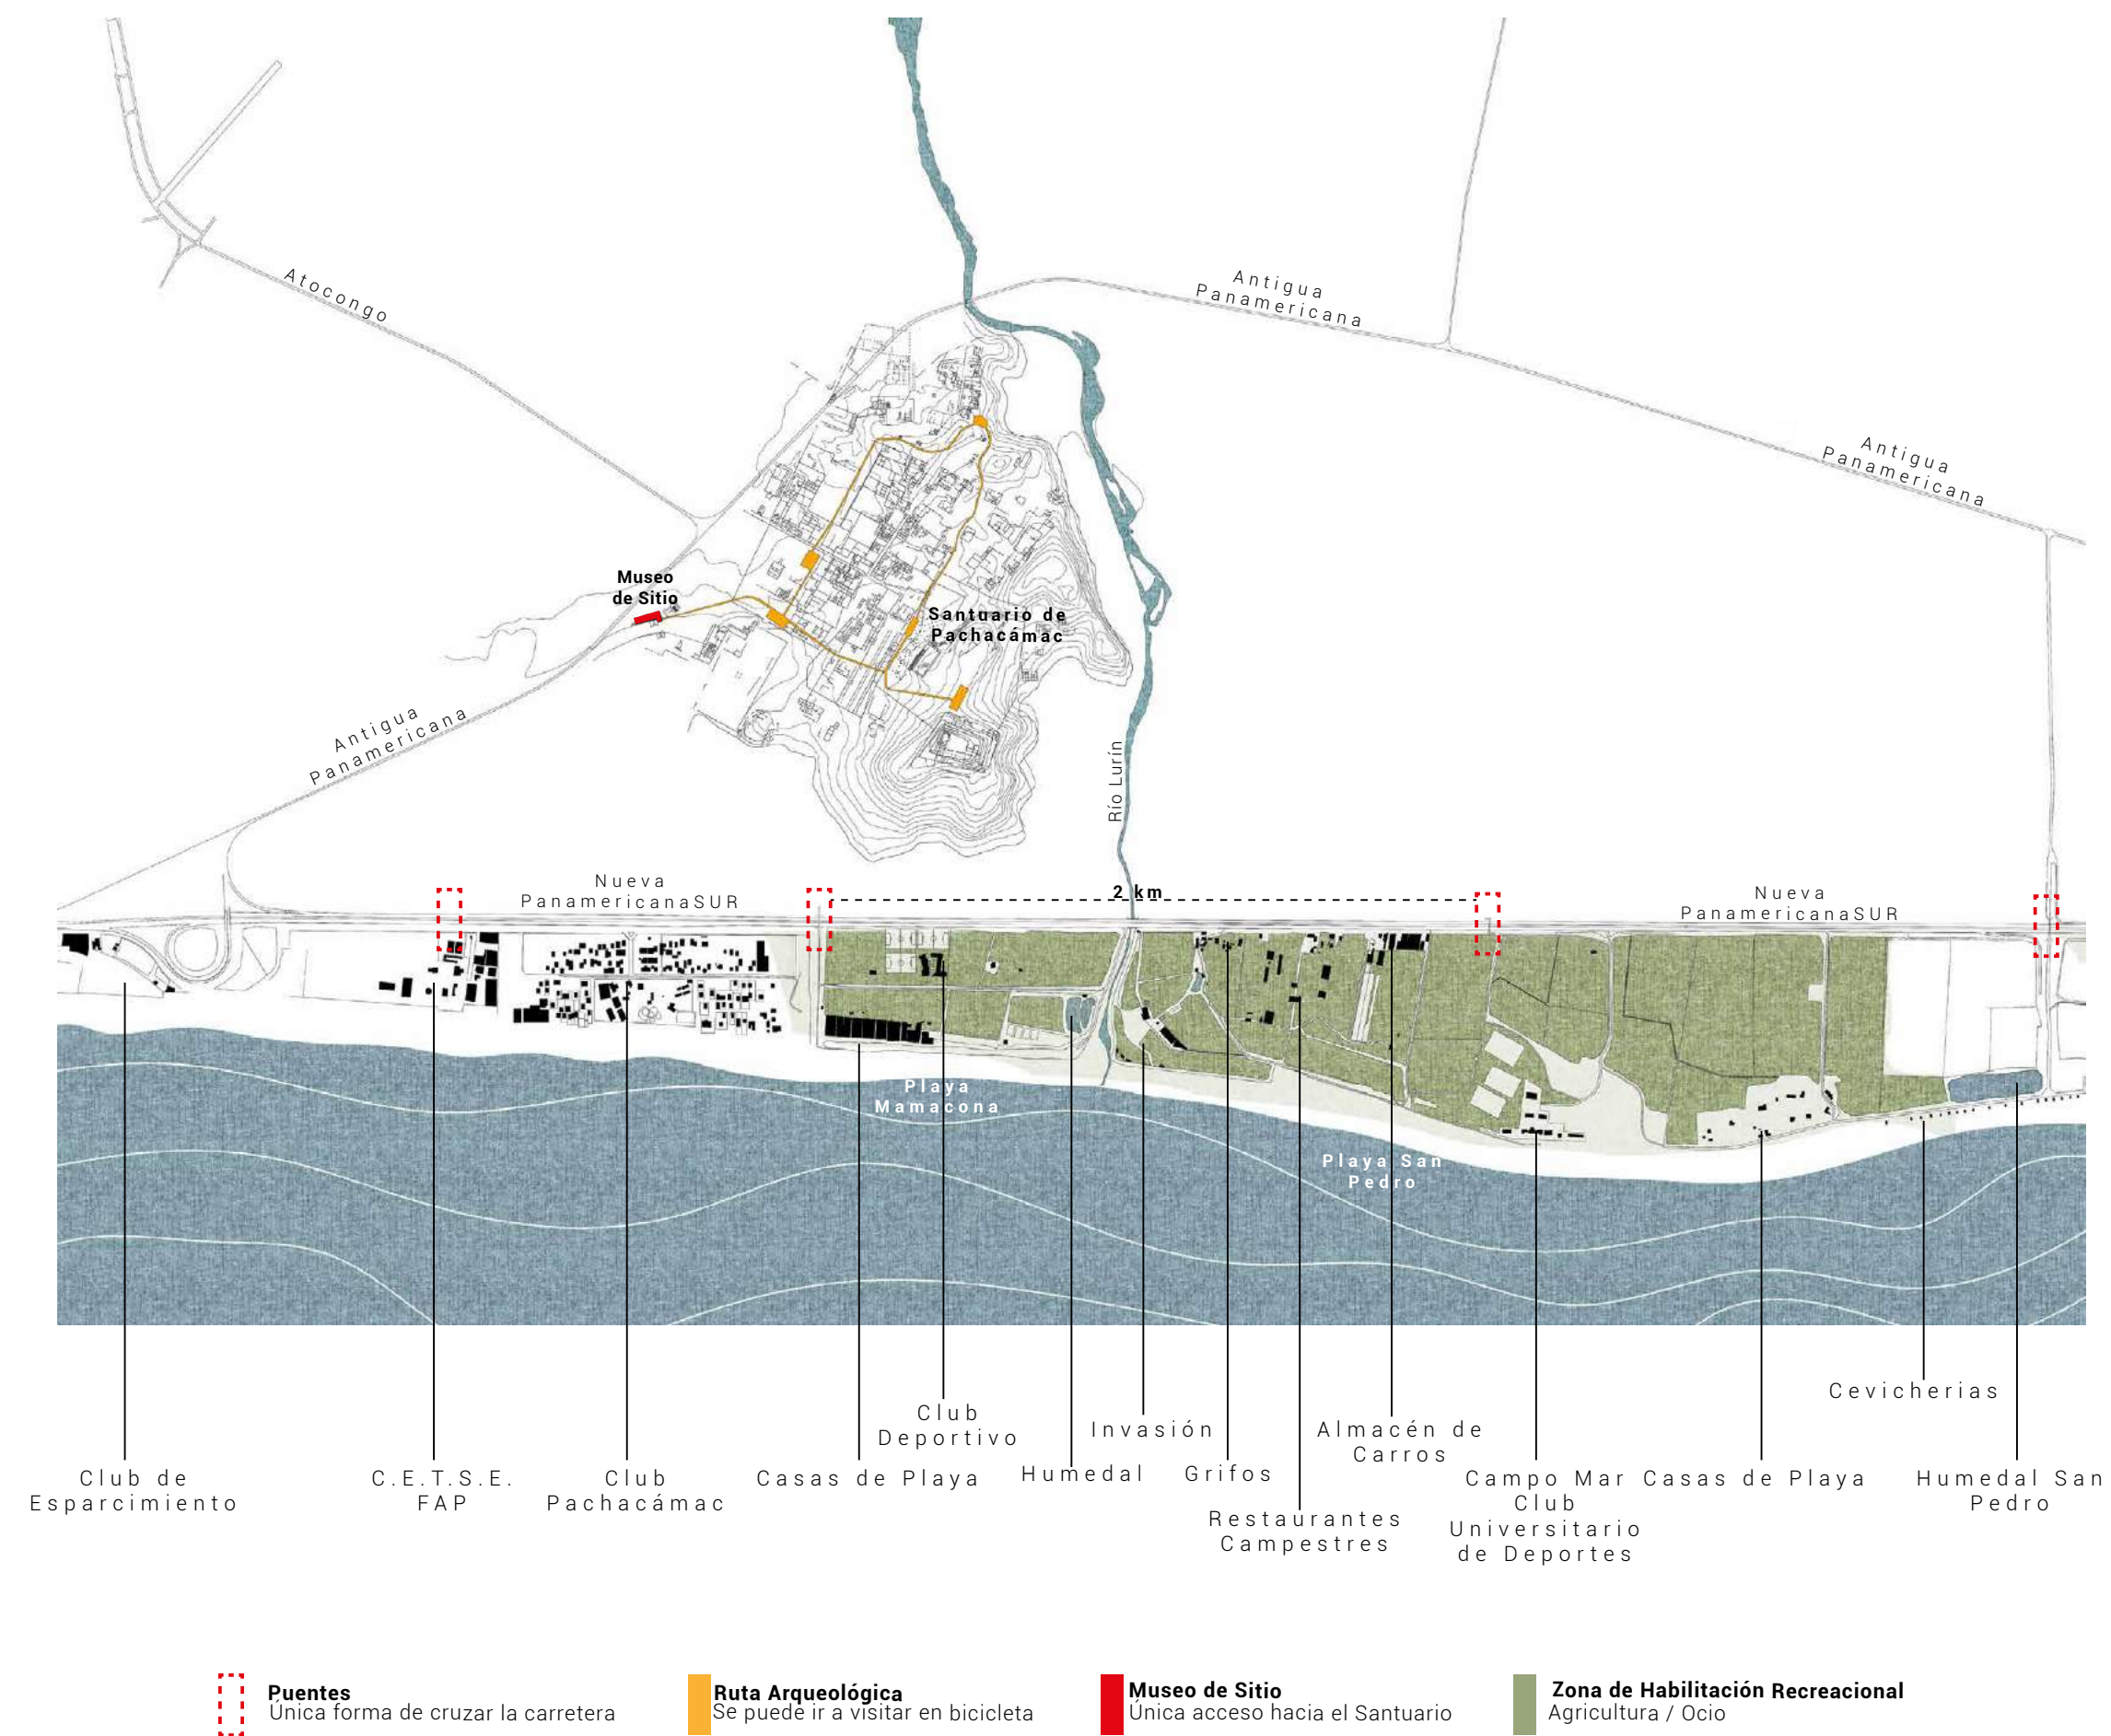 Atocongo
Antigua
Panamericana
Antigua
Panamericana
Museo
de Sitio
Santuario de
Pachacámac
Antigua
Panamericana
Río Lurín
Nueva
PanamericanaSUR
2 km
Nueva
PanamericanaSUR
Playa
Mamacona
Playa San
Pedro
Cevicherias
Club
Deportivo
Invasión
Almacén de
Carros
Club de
Esparcimiento
C.E.T.S.E.
FAP
Club
Pachacámac
Casas de Playa
Humedal
Grifos
Restaurantes
Campestres
Campo Mar
Club
Universitario
de Deportes
Casas de Playa
Humedal San
Pedro
Puentes
Única forma de cruzar la carretera
Ruta Arqueológica
Se puede ir a visitar en bicicleta
Museo de Sitio
Única acceso hacia el Santuario
Zona de Habilitación Recreacional
Agricultura / Ocio